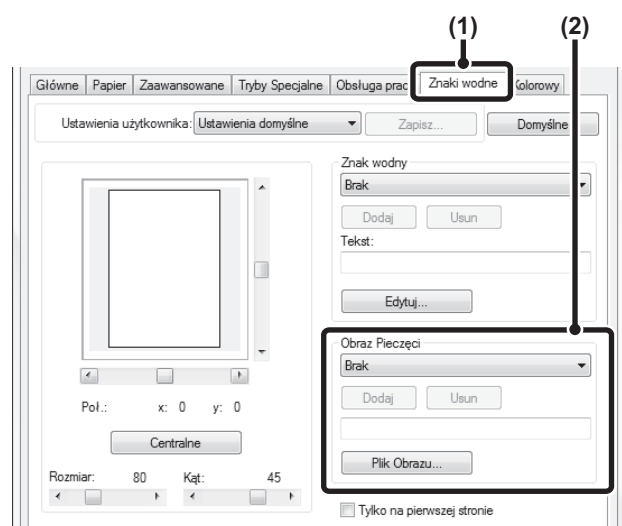 (1) (2)
Główne Papier Zaawansowane Tryby Specjalne Obsługa prac Znaki wodne Kolorowy
Ustawienia użytkownika: Ustawienia domyślne Zapisz... Domyślne
Znak wodny
Brak
Dodaj Usun
Tekst:
Edytuj...
Obraz Pieczęci
Brak
Poł.: x: 0 y: 0
Dodaj Usun
Centralne
Plik Obrazu...
Rozmiar: 80 Kąt: 45
Tylko na pierwszej stronie